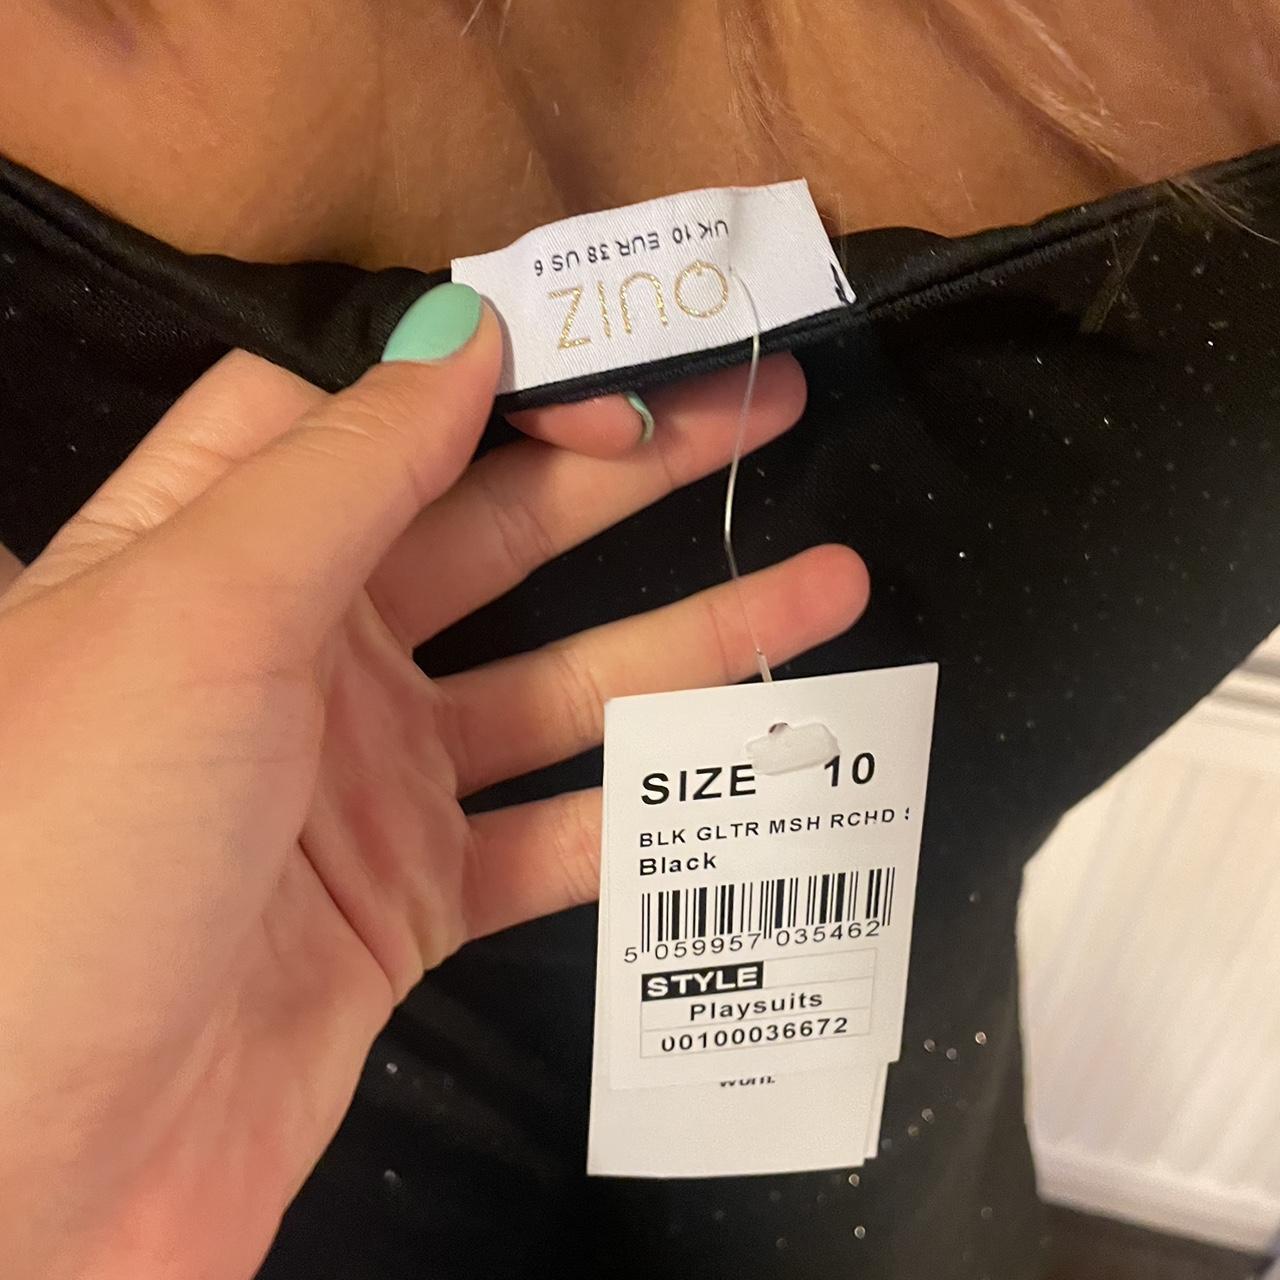 QUIZ
UK 10 EUR 38 US 6
SIZE 10
BLK GLTR MSH RCHD
Black
5 059957 035462
STYLE
Playsuits
00100036672
worn.